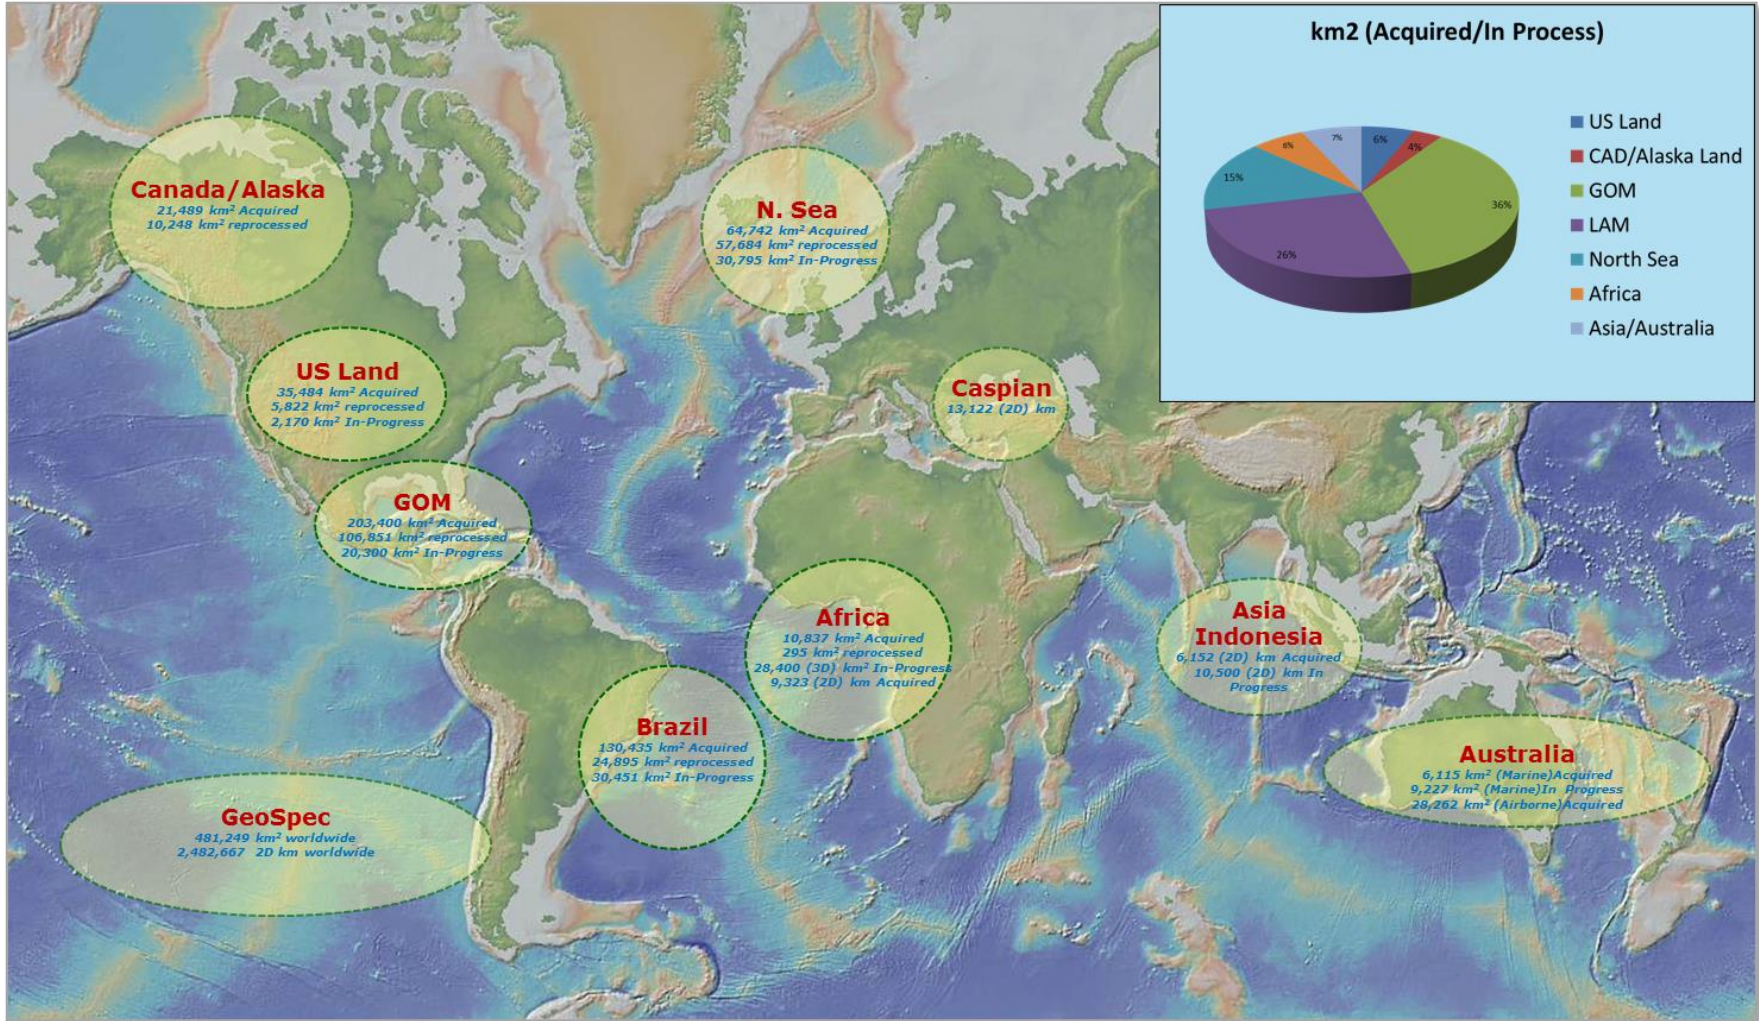 km2 (Acquired/In Process)
6%
4%
36%
26%
15%
6%
7%
US Land
CAD/Alaska Land
GOM
LAM
North Sea
Africa
Asia/Australia
Canada/Alaska
21,489 km² Acquired
10,248 km² reprocessed
N. Sea
64,742 km² Acquired
57,684 km² reprocessed
30,795 km² In-Progress
US Land
35,484 km² Acquired
5,822 km² reprocessed
2,170 km² In-Progress
Caspian
13,122 (2D) km
GOM
203,400 km² Acquired
106,851 km² reprocessed
20,300 km² In-Progress
Africa
10,837 km² Acquired
295 km² reprocessed
28,400 (3D) km² In-Progress
9,323 (2D) km Acquired
Asia
Indonesia
6,152 (2D) km Acquired
10,500 (2D) km In
Progress
Brazil
130,435 km² Acquired
24,895 km² reprocessed
30,451 km² In-Progress
Australia
6,115 km² (Marine)Acquired
9,227 km² (Marine)In Progress
28,262 km² (Airborne)Acquired
GeoSpec
481,249 km² worldwide
2,482,667 2D km worldwide